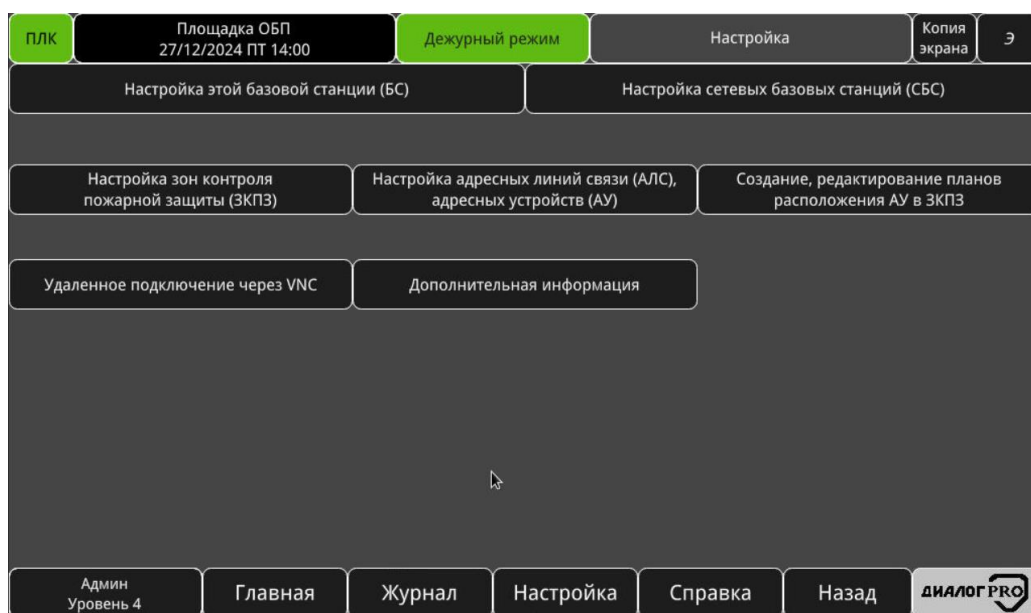 ПЛК
Площадка ОБП
27/12/2024 ПТ 14:00
Дежурный режим
Настройка
Копия
экрана
Э
Настройка этой базовой станции (БС)
Настройка сетевых базовых станций (СБС)
Настройка зон контроля
пожарной защиты (ЗКПЗ)
Настройка адресных линий связи (АЛС),
адресных устройств (АУ)
Создание, редактирование планов
расположения АУ в ЗКПЗ
Удаленное подключение через VNC
Дополнительная информация
Админ
Уровень 4
Главная
Журнал
Настройка
Справка
Назад
ДИАЛОГ PRO